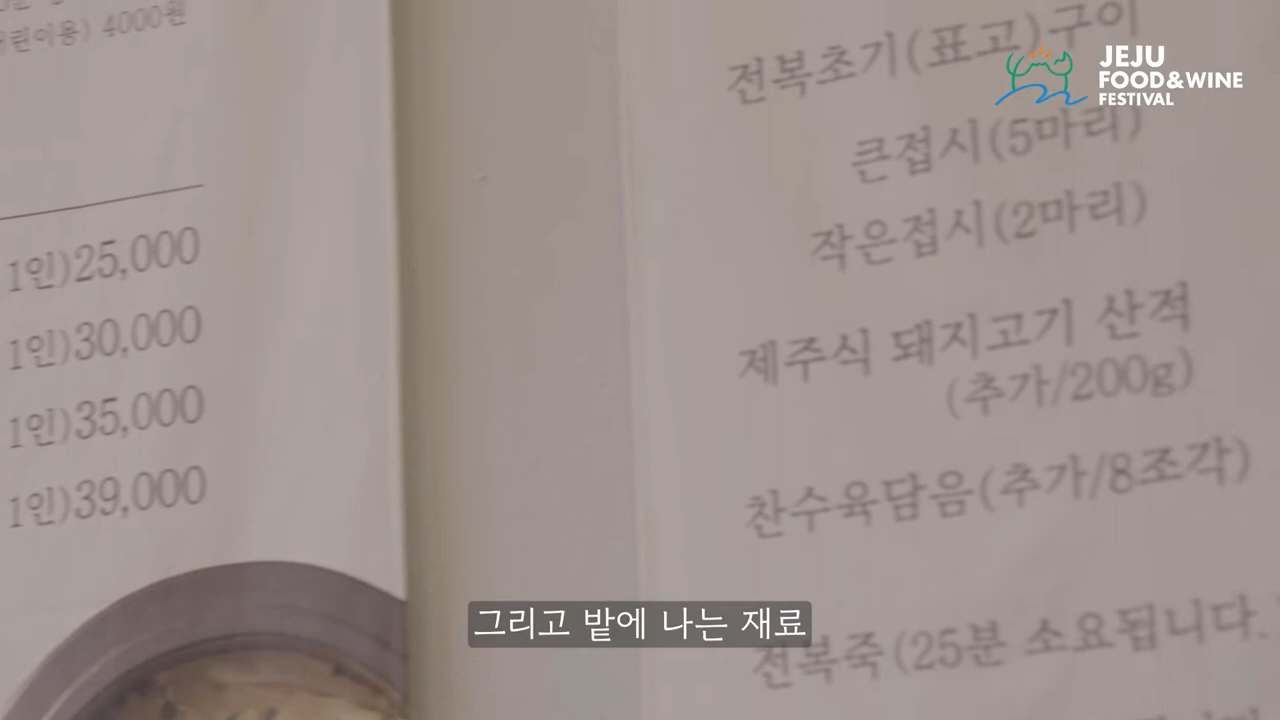 4000원
1인)25,000
1인)30,000
1인)35,000
1인)39,000
전복초기(표고)구이
큰접시(5마리)
작은접시(2마리)
제주식 돼지고기 산적
(추가/200g)
찬수육담음(추가/8조각)
전복죽(25분 소요됩니다.
JEJU
FOOD&WINE
FESTIVAL
그리고 밭에 나는 재료